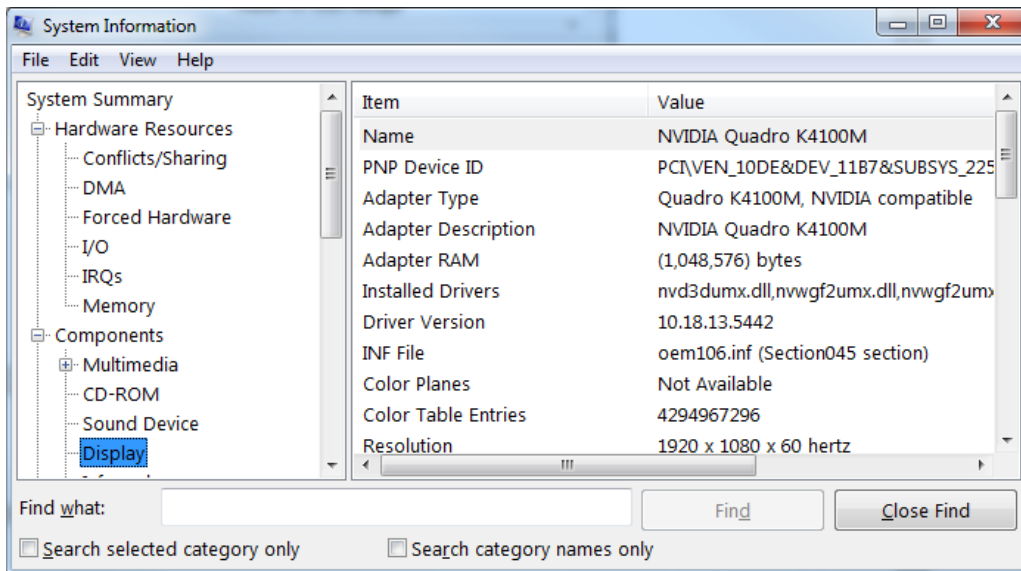 System Information
File Edit View Help
System Summary
Hardware Resources
Conflicts/Sharing
DMA
Forced Hardware
I/O
IRQs
Memory
Components
Multimedia
CD-ROM
Sound Device
Display
Item Value
Name NVIDIA Quadro K4100M
PNP Device ID PCI\VEN_10DE&DEV_11B7&SUBSYS_225
Adapter Type Quadro K4100M, NVIDIA compatible
Adapter Description NVIDIA Quadro K4100M
Adapter RAM (1,048,576) bytes
Installed Drivers nvd3dumx.dll,nvwgf2umx.dll,nvwgf2umx
Driver Version 10.18.13.5442
INF File oem106.inf (Section045 section)
Color Planes Not Available
Color Table Entries 4294967296
Resolution 1920 x 1080 x 60 hertz
Find what: Find Close Find
Search selected category only Search category names only